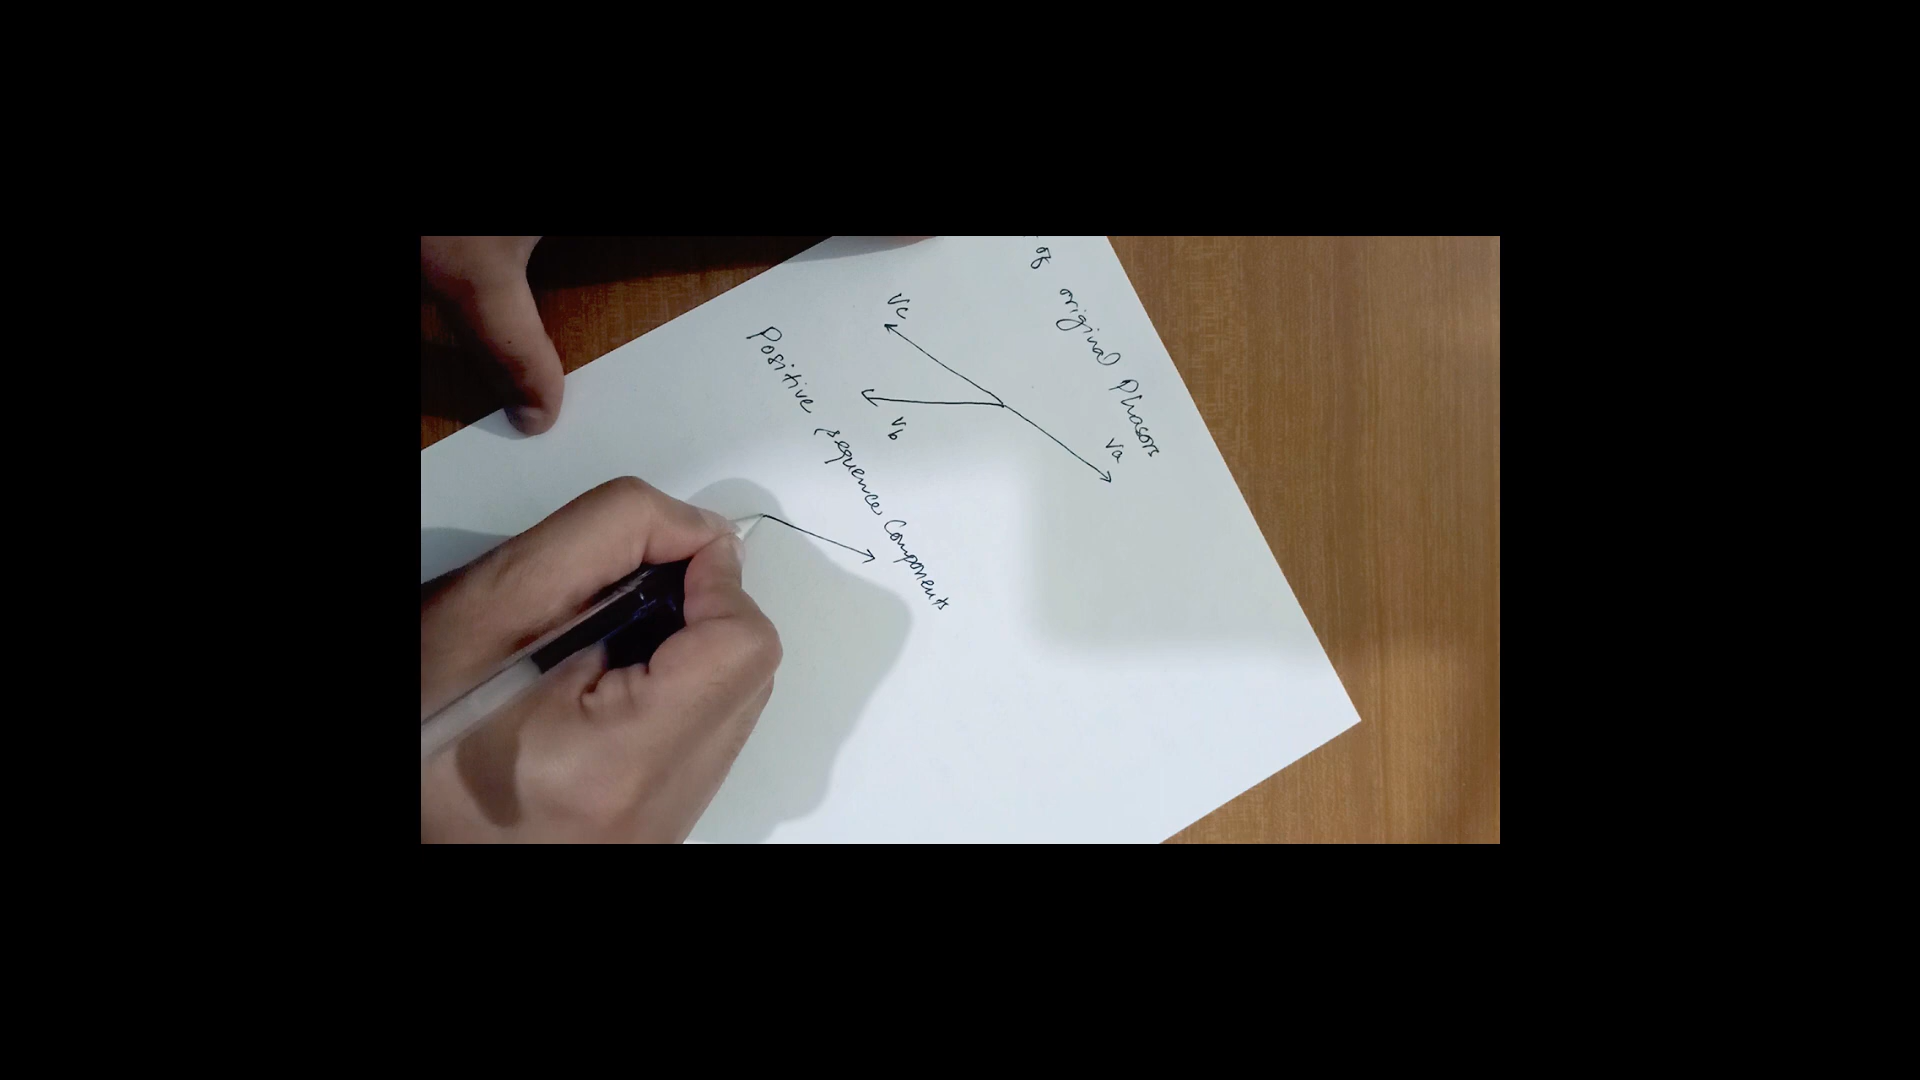 of original Phasors
Va
Vc
Vb
Positive sequence Components